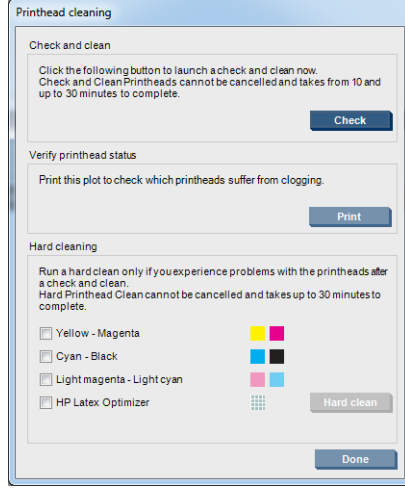 Printhead cleaning
Check and clean
Click the following button to launch a check and clean now.
Check and Clean Printheads cannot be cancelled and takes from 10 and
up to 30 minutes to complete.
Check
Verify printhead status
Print this plot to check which printheads suffer from clogging.
Print
Hard cleaning
Run a hard clean only if you experience problems with the printheads after
a check and clean.
Hard Printhead Clean cannot be cancelled and takes up to 30 minutes to
complete.
Yellow - Magenta
Cyan - Black
Light magenta - Light cyan
HP Latex Optimizer
Hard clean
Done